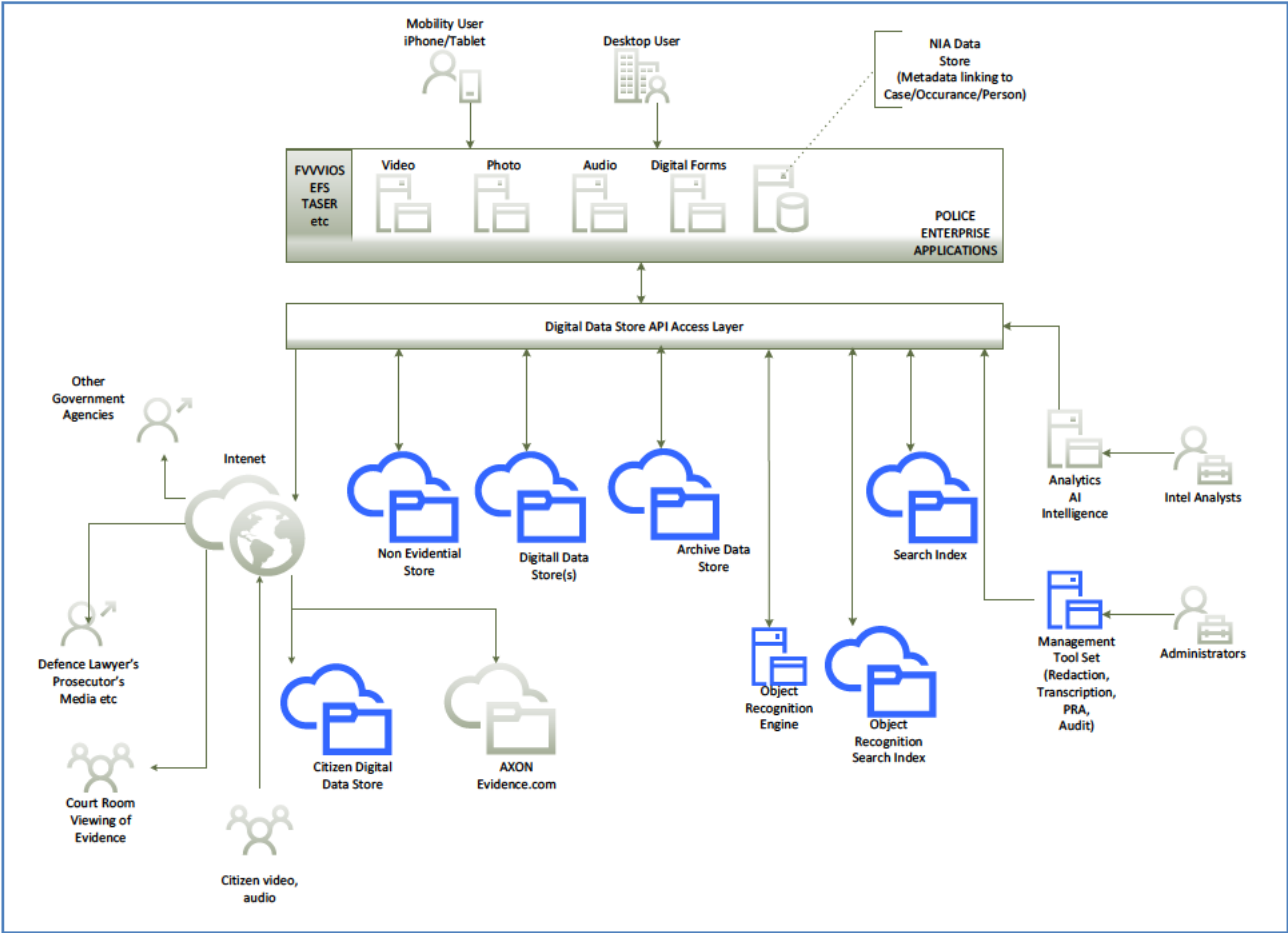 Mobility User
iPhone/Tablet
Desktop User
NIA Data
Store
(Metadata linking to
Case/Occurance/Person)
FVVVIOS
EFS
TASER
etc
Video
Photo
Audio
Digital Forms
POLICE
ENTERPRISE
APPLICATIONS
Digital Data Store API Access Layer
Other
Government
Agencies
Intenet
Non Evidential
Store
Digitall Data
Store(s)
Archive Data
Store
Search Index
Analytics
AI
Intelligence
Intel Analysts
Defence Lawyer's
Prosecutor's
Media etc
Citizen Digital
Data Store
AXON
Evidence.com
Object
Recognition
Engine
Object
Recognition
Search Index
Management
Tool Set
(Redaction,
Transcription,
PRA,
Audit)
Administrators
Court Room
Viewing of
Evidence
Citizen video,
audio